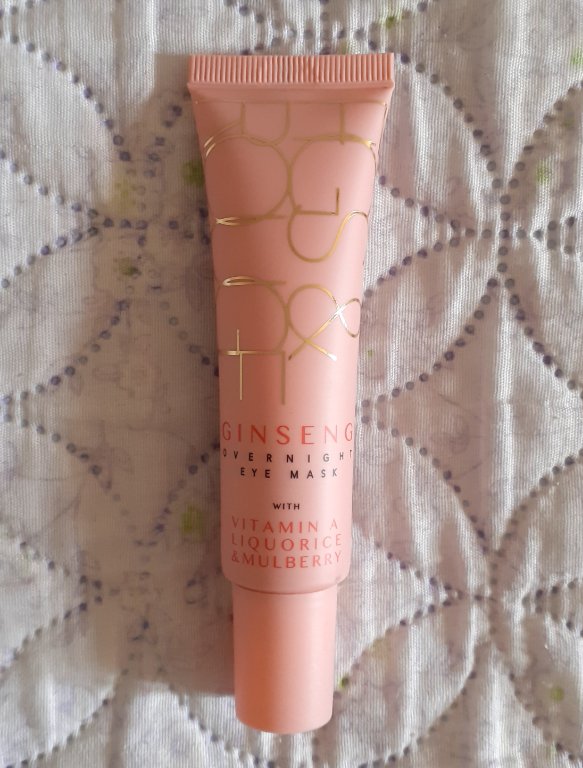 GINSENG
OVERNIGHT
EYE MASK
WITH
VITAMIN A
LIQUORICE
& MULBERRY